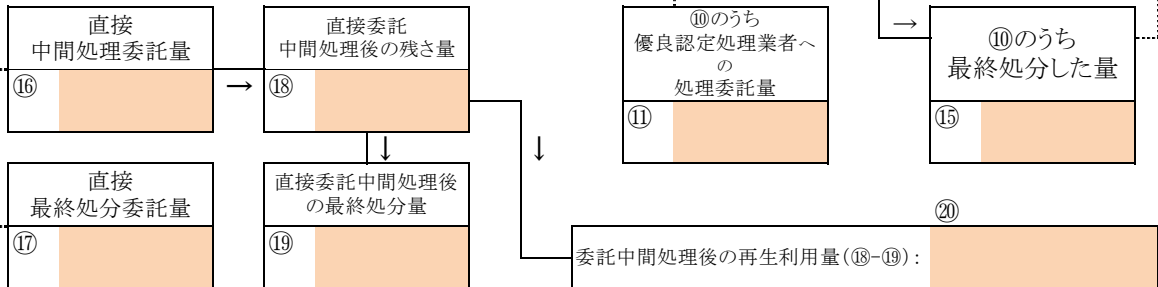 直接
中間処理委託量
⑯
→
直接委託
中間処理後の残さ量
⑱
⑩のうち
優良認定処理業者へ
の
処理委託量
⑪
→
⑩のうち
最終処分した量
⑮
↓
↓
直接
最終処分委託量
⑰
直接委託中間処理後
の最終処分量
⑲
⑳
委託中間処理後の再生利用量(⑱-⑲):